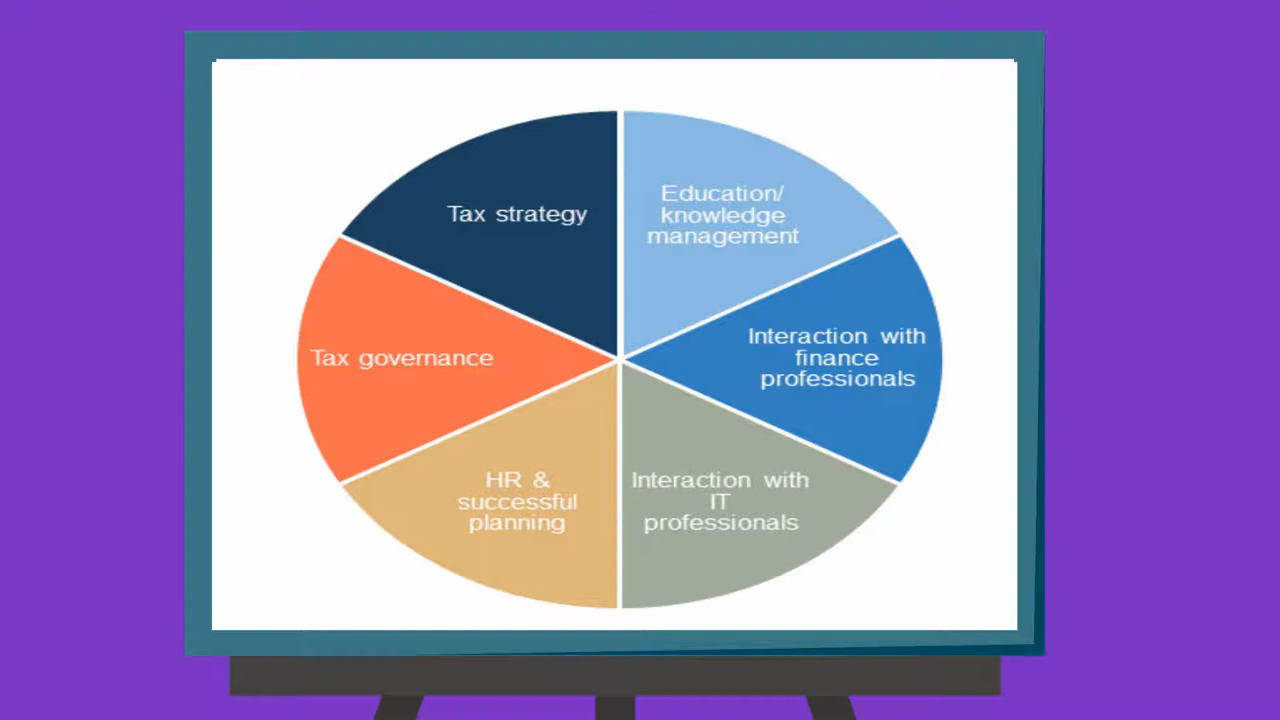 Tax strategy
Education/
knowledge
management
Tax governance
Interaction with
finance
professionals
HR &
successful
planning
Interaction with
IT
professionals